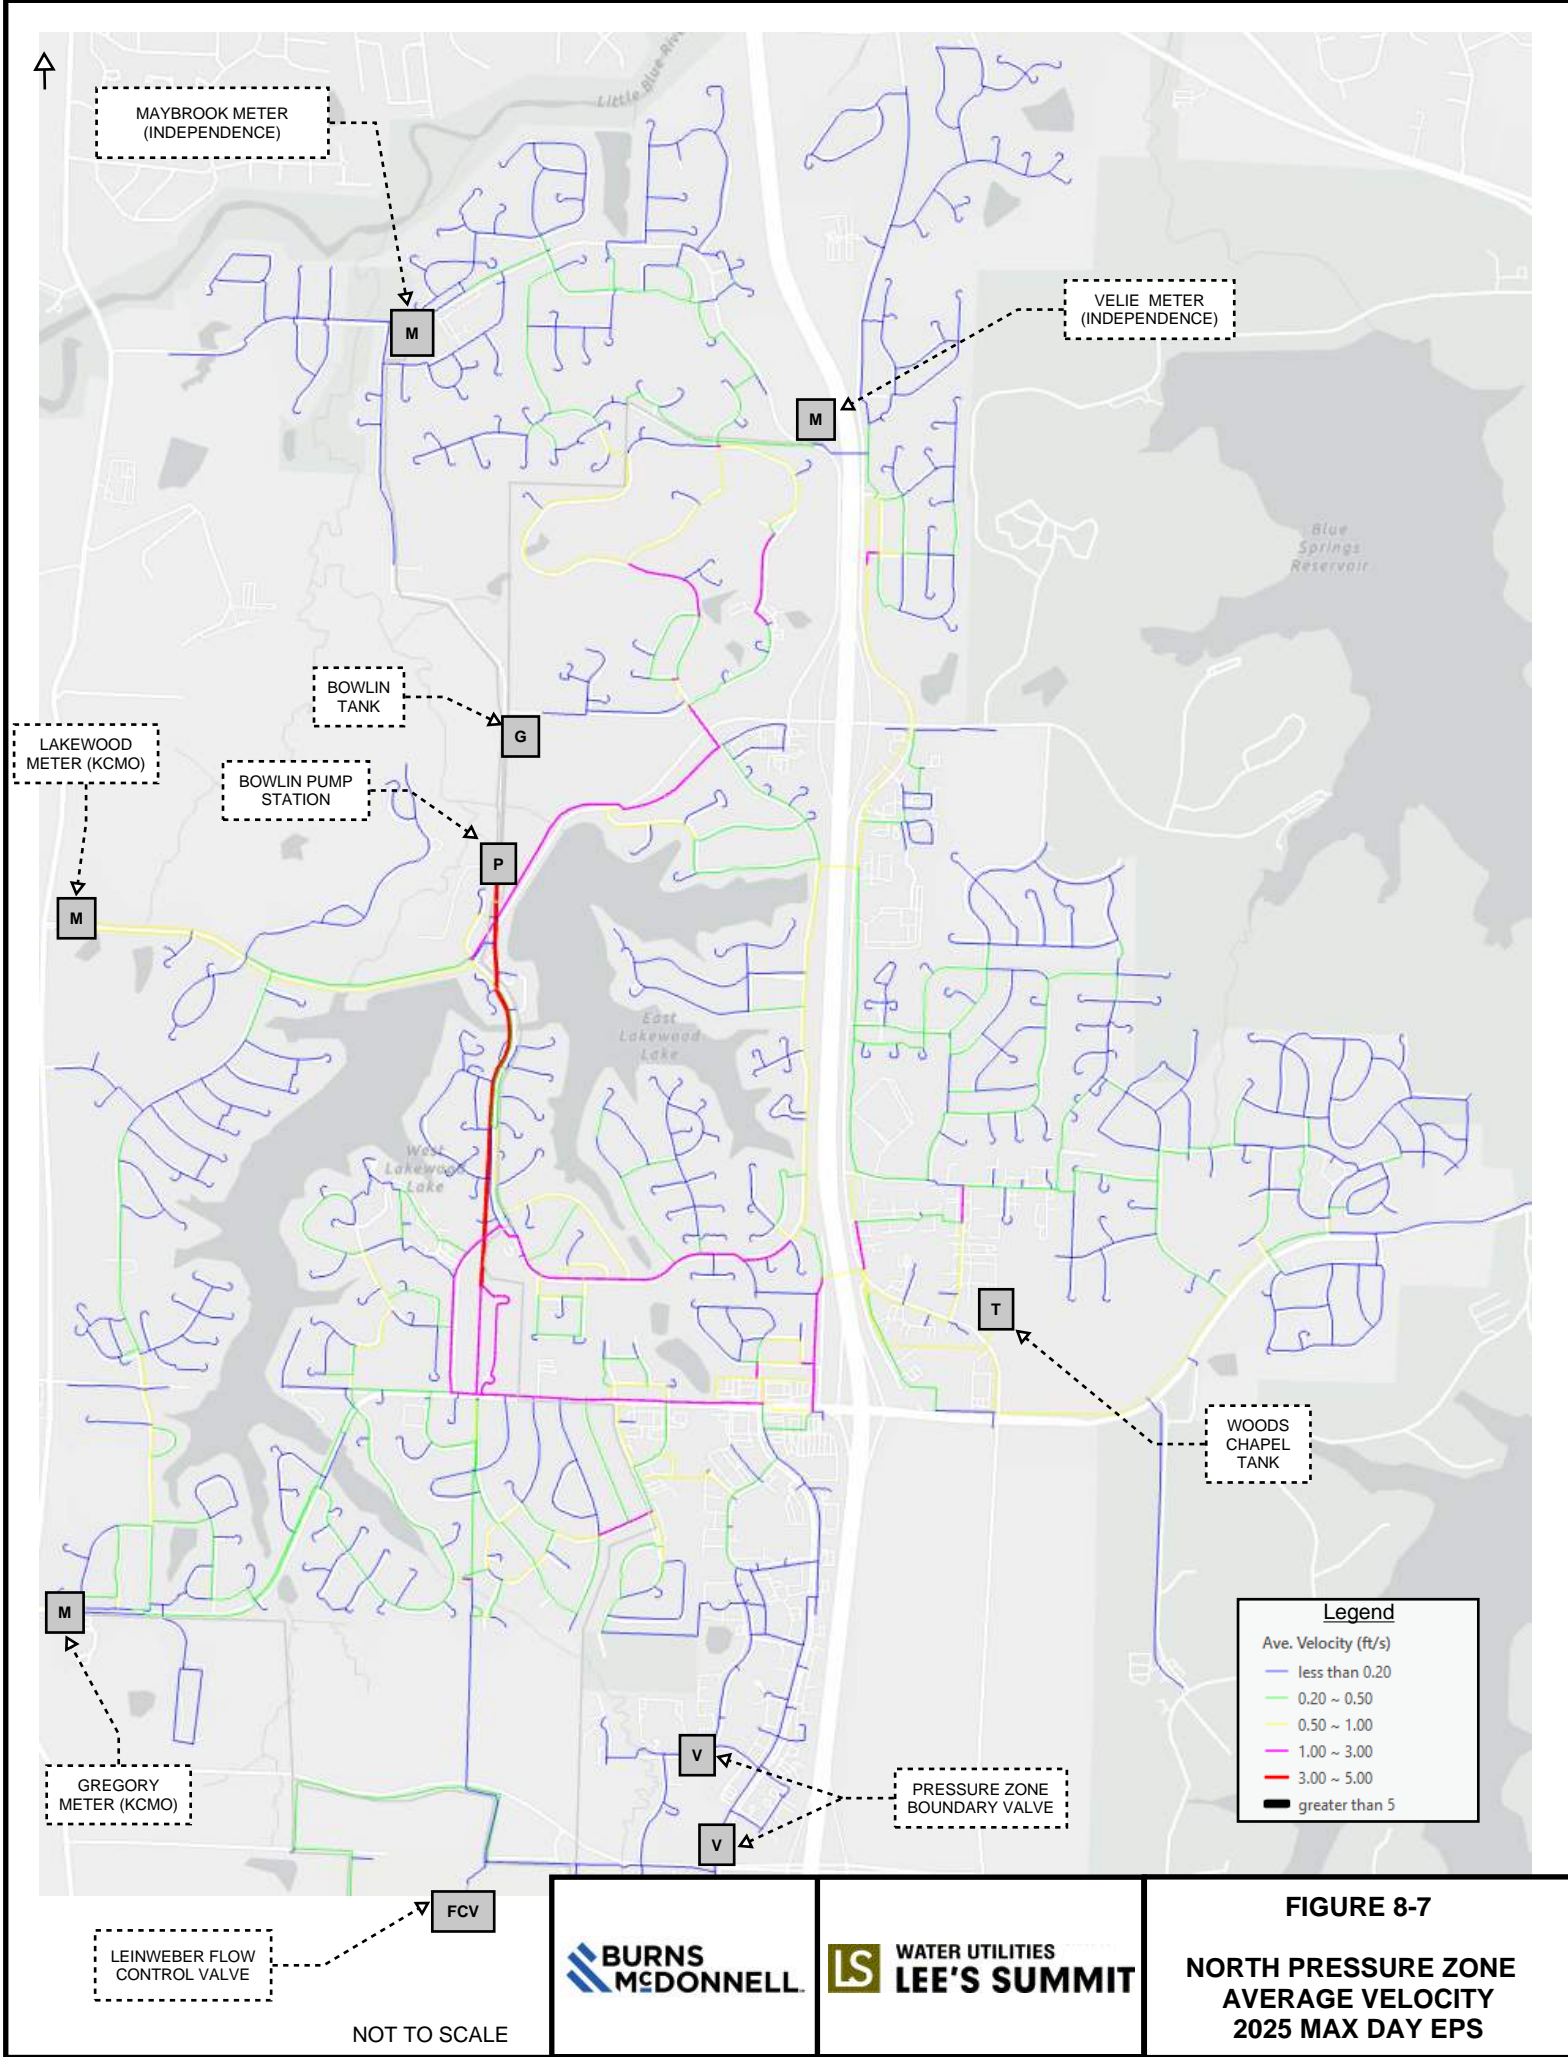 Little Blue River
MAYBROOK METER
(INDEPENDENCE)
M
VELIE METER
(INDEPENDENCE)
M
Blue
Springs
Reservoir
BOWLIN
TANK
G
LAKEWOOD
METER (KCMO)
BOWLIN PUMP
STATION
P
M
East
Lakewood
Lake
West
Lakewood
Lake
T
WOODS
CHAPEL
TANK
M
Legend
Ave. Velocity (ft/s)
less than 0.20
0.20 ~ 0.50
0.50 ~ 1.00
1.00 ~ 3.00
3.00 ~ 5.00
greater than 5
V
GREGORY
METER (KCMO)
PRESSURE ZONE
BOUNDARY VALVE
V
FCV
LEINWEBER FLOW
CONTROL VALVE
NOT TO SCALE
BURNS
McDONNELL
LS
WATER UTILITIES
LEE'S SUMMIT
FIGURE 8-7
NORTH PRESSURE ZONE
AVERAGE VELOCITY
2025 MAX DAY EPS